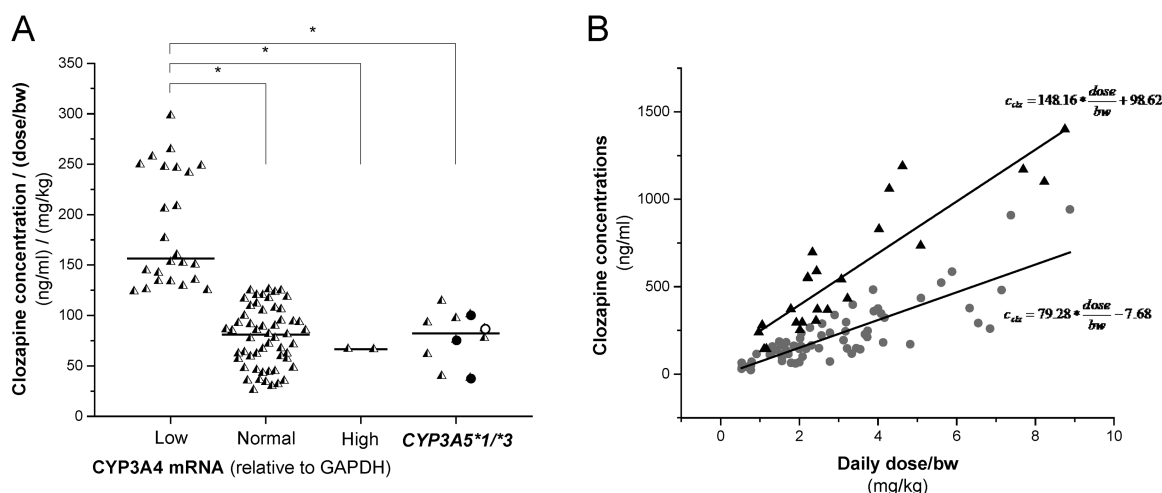 A
B
*
*
*
350
300
250
200
150
100
50
0
Clozapine concentration / (dose/bw)
(ng/ml) / (mg/kg)
Low Normal High CYP3A5*1/*3
CYP3A4 mRNA (relative to GAPDH)
1500
1000
500
0
Clozapine concentrations
(ng/ml)
c_clz = 148.16 * dose/bw + 98.62
c_clz = 79.28 * dose/bw − 7.68
0 2 4 6 8 10
Daily dose/bw
(mg/kg)